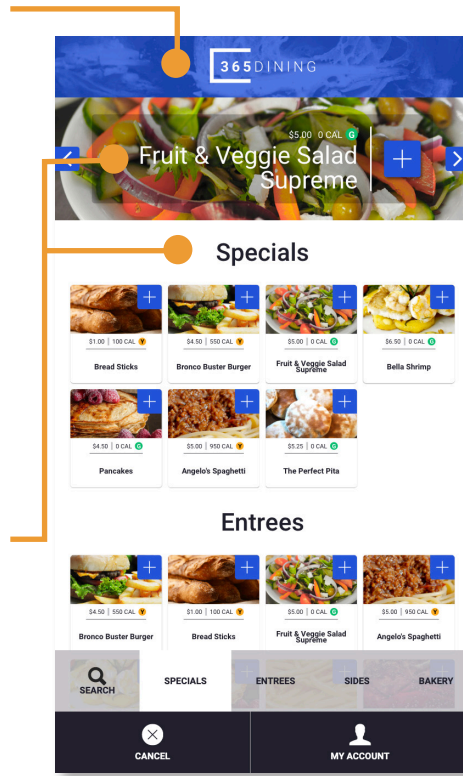 365 DINING
$5.00 0 CAL G
Fruit & Veggie Salad
Supreme
Specials
$1.00 | 100 CAL Y
Bread Sticks
$4.50 | 550 CAL Y
Bronco Buster Burger
$5.00 | 0 CAL G
Fruit & Veggie Salad
Supreme
$6.50 | 0 CAL G
Bella Shrimp
$4.50 | 0 CAL G
Pancakes
$5.00 | 950 CAL Y
Angelo's Spaghetti
$5.25 | 0 CAL G
The Perfect Pita
Entrees
$4.50 | 550 CAL Y
Bronco Buster Burger
$1.00 | 100 CAL Y
Bread Sticks
$5.00 | 0 CAL G
Fruit & Veggie Salad
Supreme
$5.00 | 950 CAL Y
Angelo's Spaghetti
SEARCH
SPECIALS
ENTREES
SIDES
BAKERY
CANCEL
MY ACCOUNT